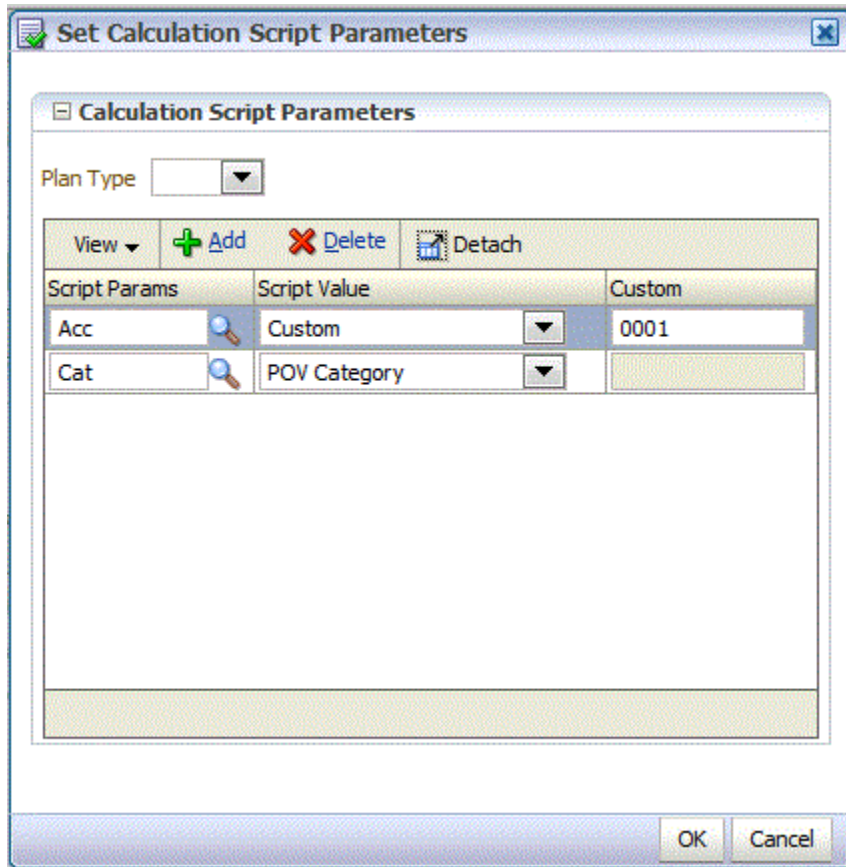 Set Calculation Script Parameters
Calculation Script Parameters
Plan Type
View Add Delete Detach
Script Params Script Value Custom
Acc Custom 0001
Cat POV Category
OK Cancel